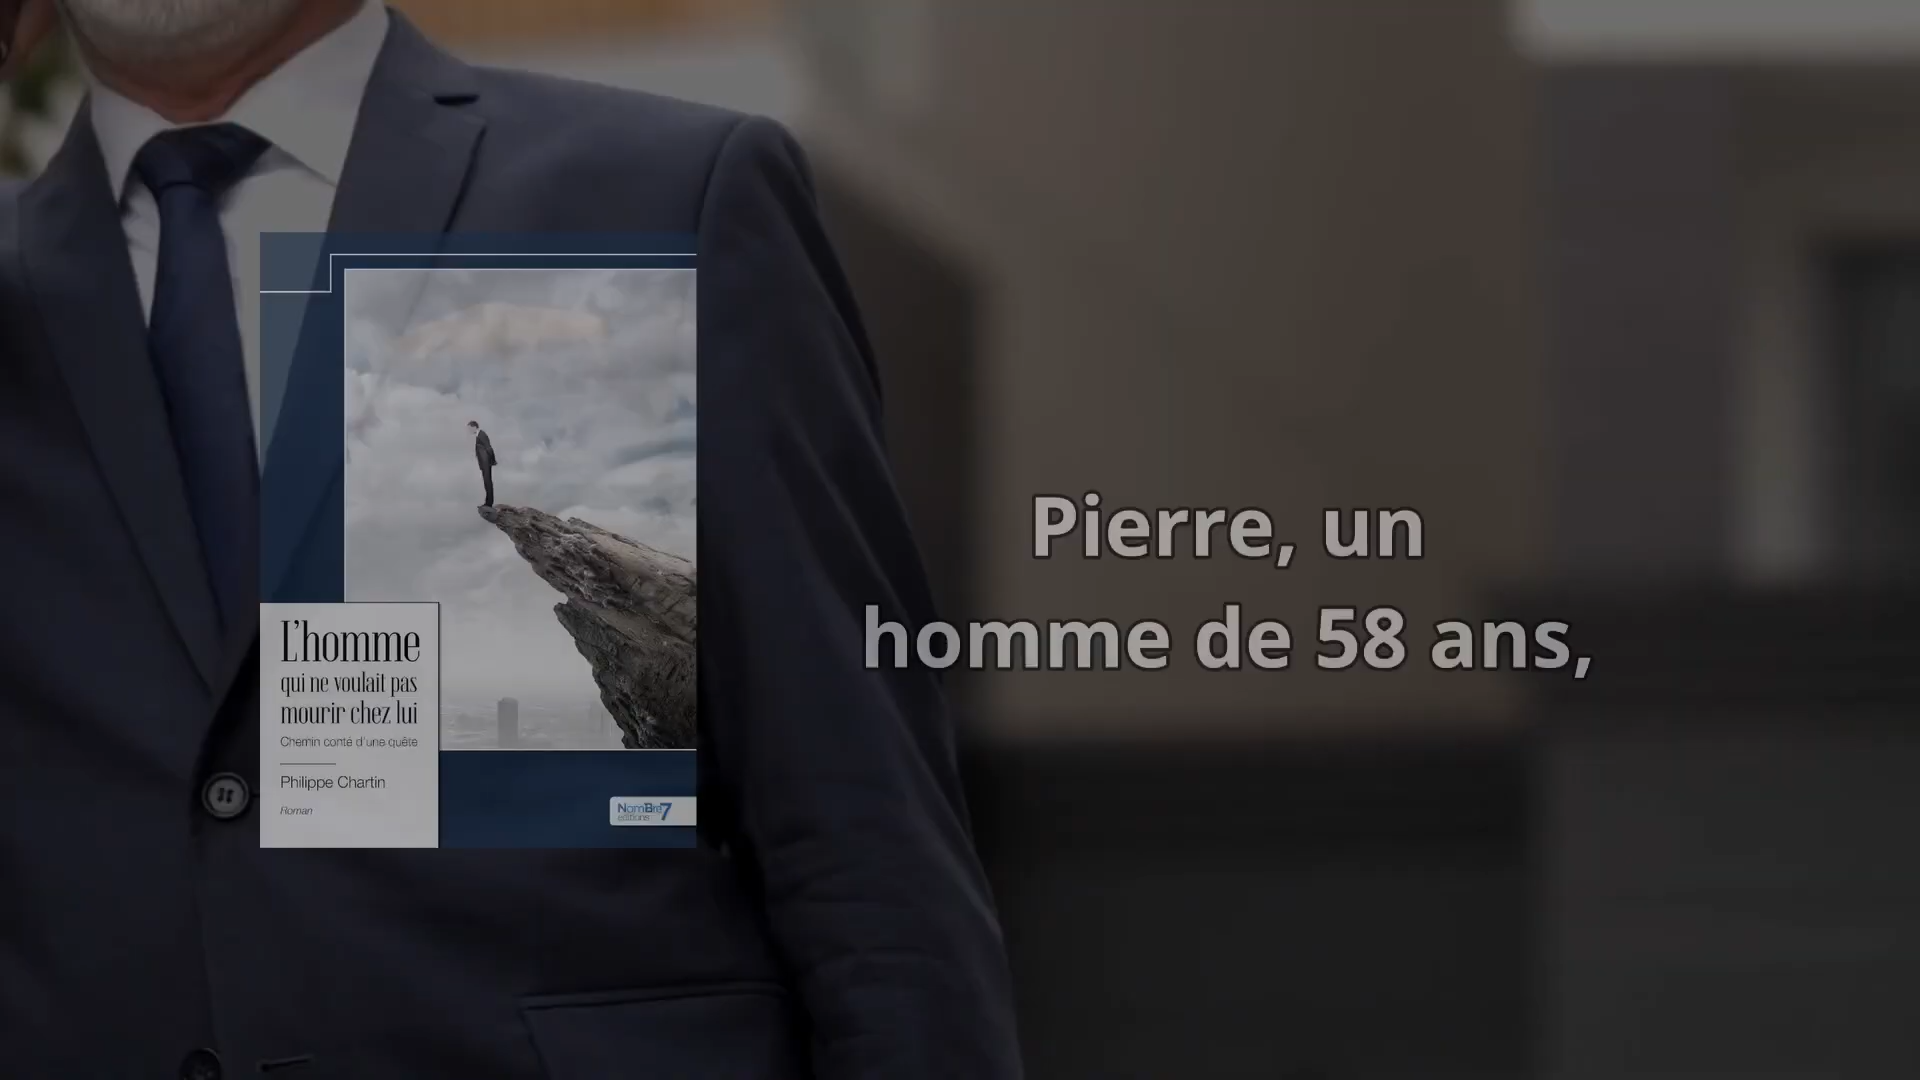 L'homme
qui ne voulait pas
mourir chez lui
Chemin conté d'une quête
Philippe Chartin
Roman
NomBre7
éditions
Pierre, un
homme de 58 ans,